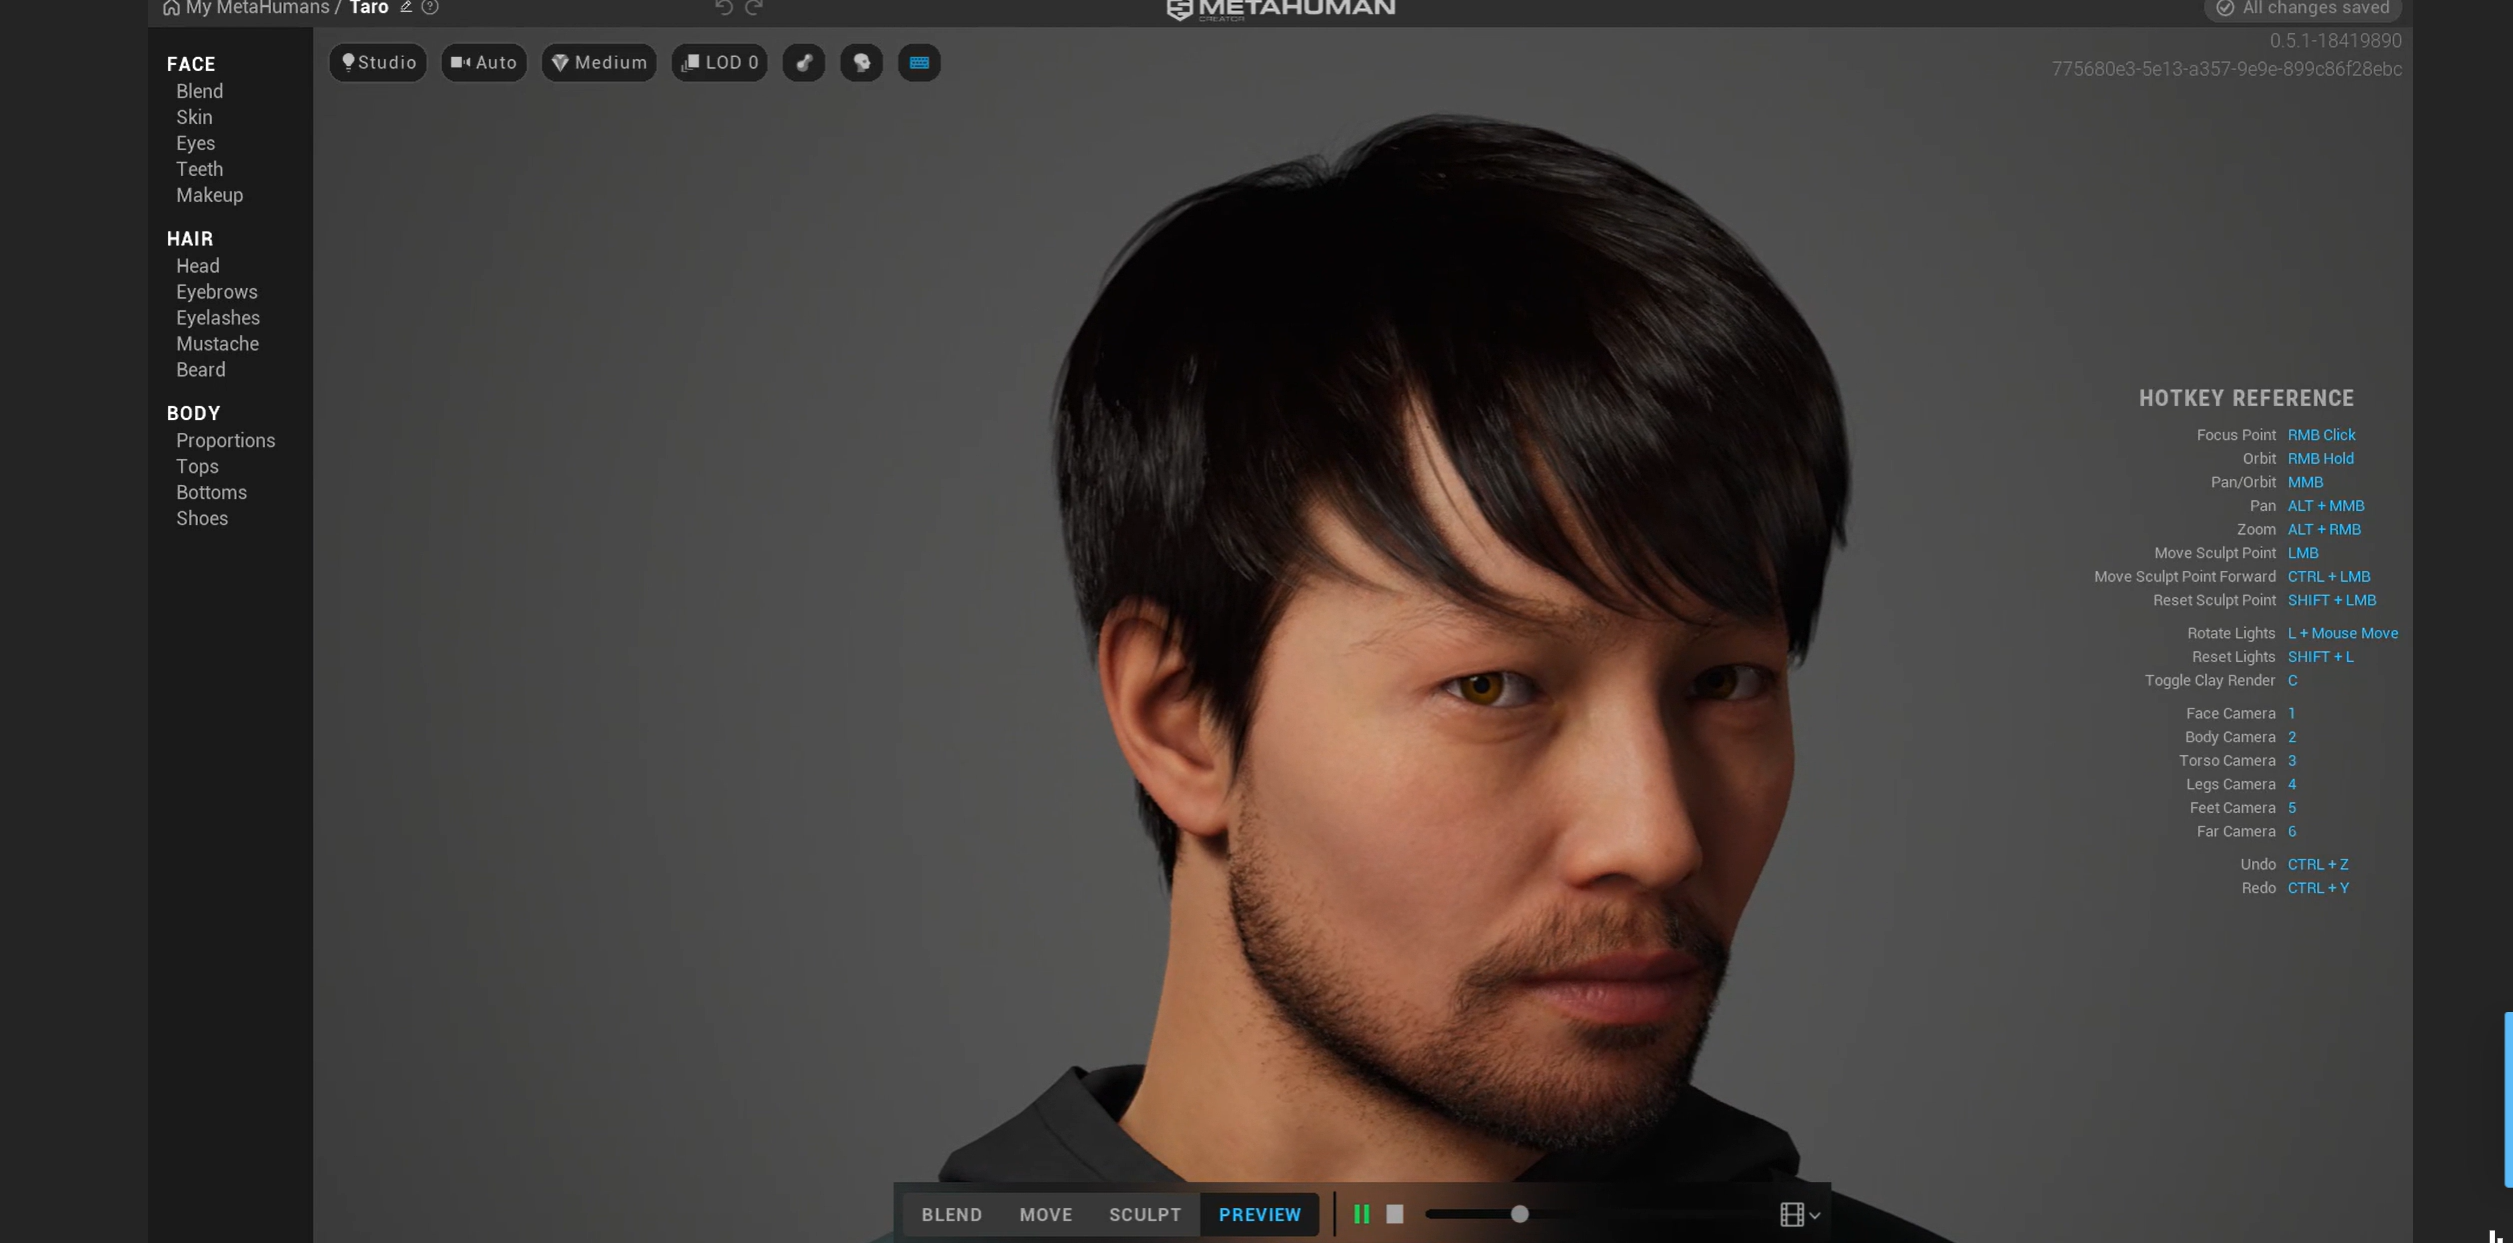 My MetaHumans / Taro
METAHUMAN
CREATOR
All changes saved
0.5.1-18419890
775680e3-5e13-a357-9e9e-899c86f28ebc
Studio
Auto
Medium
LOD 0
FACE
Blend
Skin
Eyes
Teeth
Makeup
HAIR
Head
Eyebrows
Eyelashes
Mustache
Beard
BODY
Proportions
Tops
Bottoms
Shoes
HOTKEY REFERENCE
Focus Point RMB Click
Orbit RMB Hold
Pan/Orbit MMB
Pan ALT + MMB
Zoom ALT + RMB
Move Sculpt Point LMB
Move Sculpt Point Forward CTRL + LMB
Reset Sculpt Point SHIFT + LMB
Rotate Lights L + Mouse Move
Reset Lights SHIFT + L
Toggle Clay Render C
Face Camera 1
Body Camera 2
Torso Camera 3
Legs Camera 4
Feet Camera 5
Far Camera 6
Undo CTRL + Z
Redo CTRL + Y
BLEND MOVE SCULPT PREVIEW